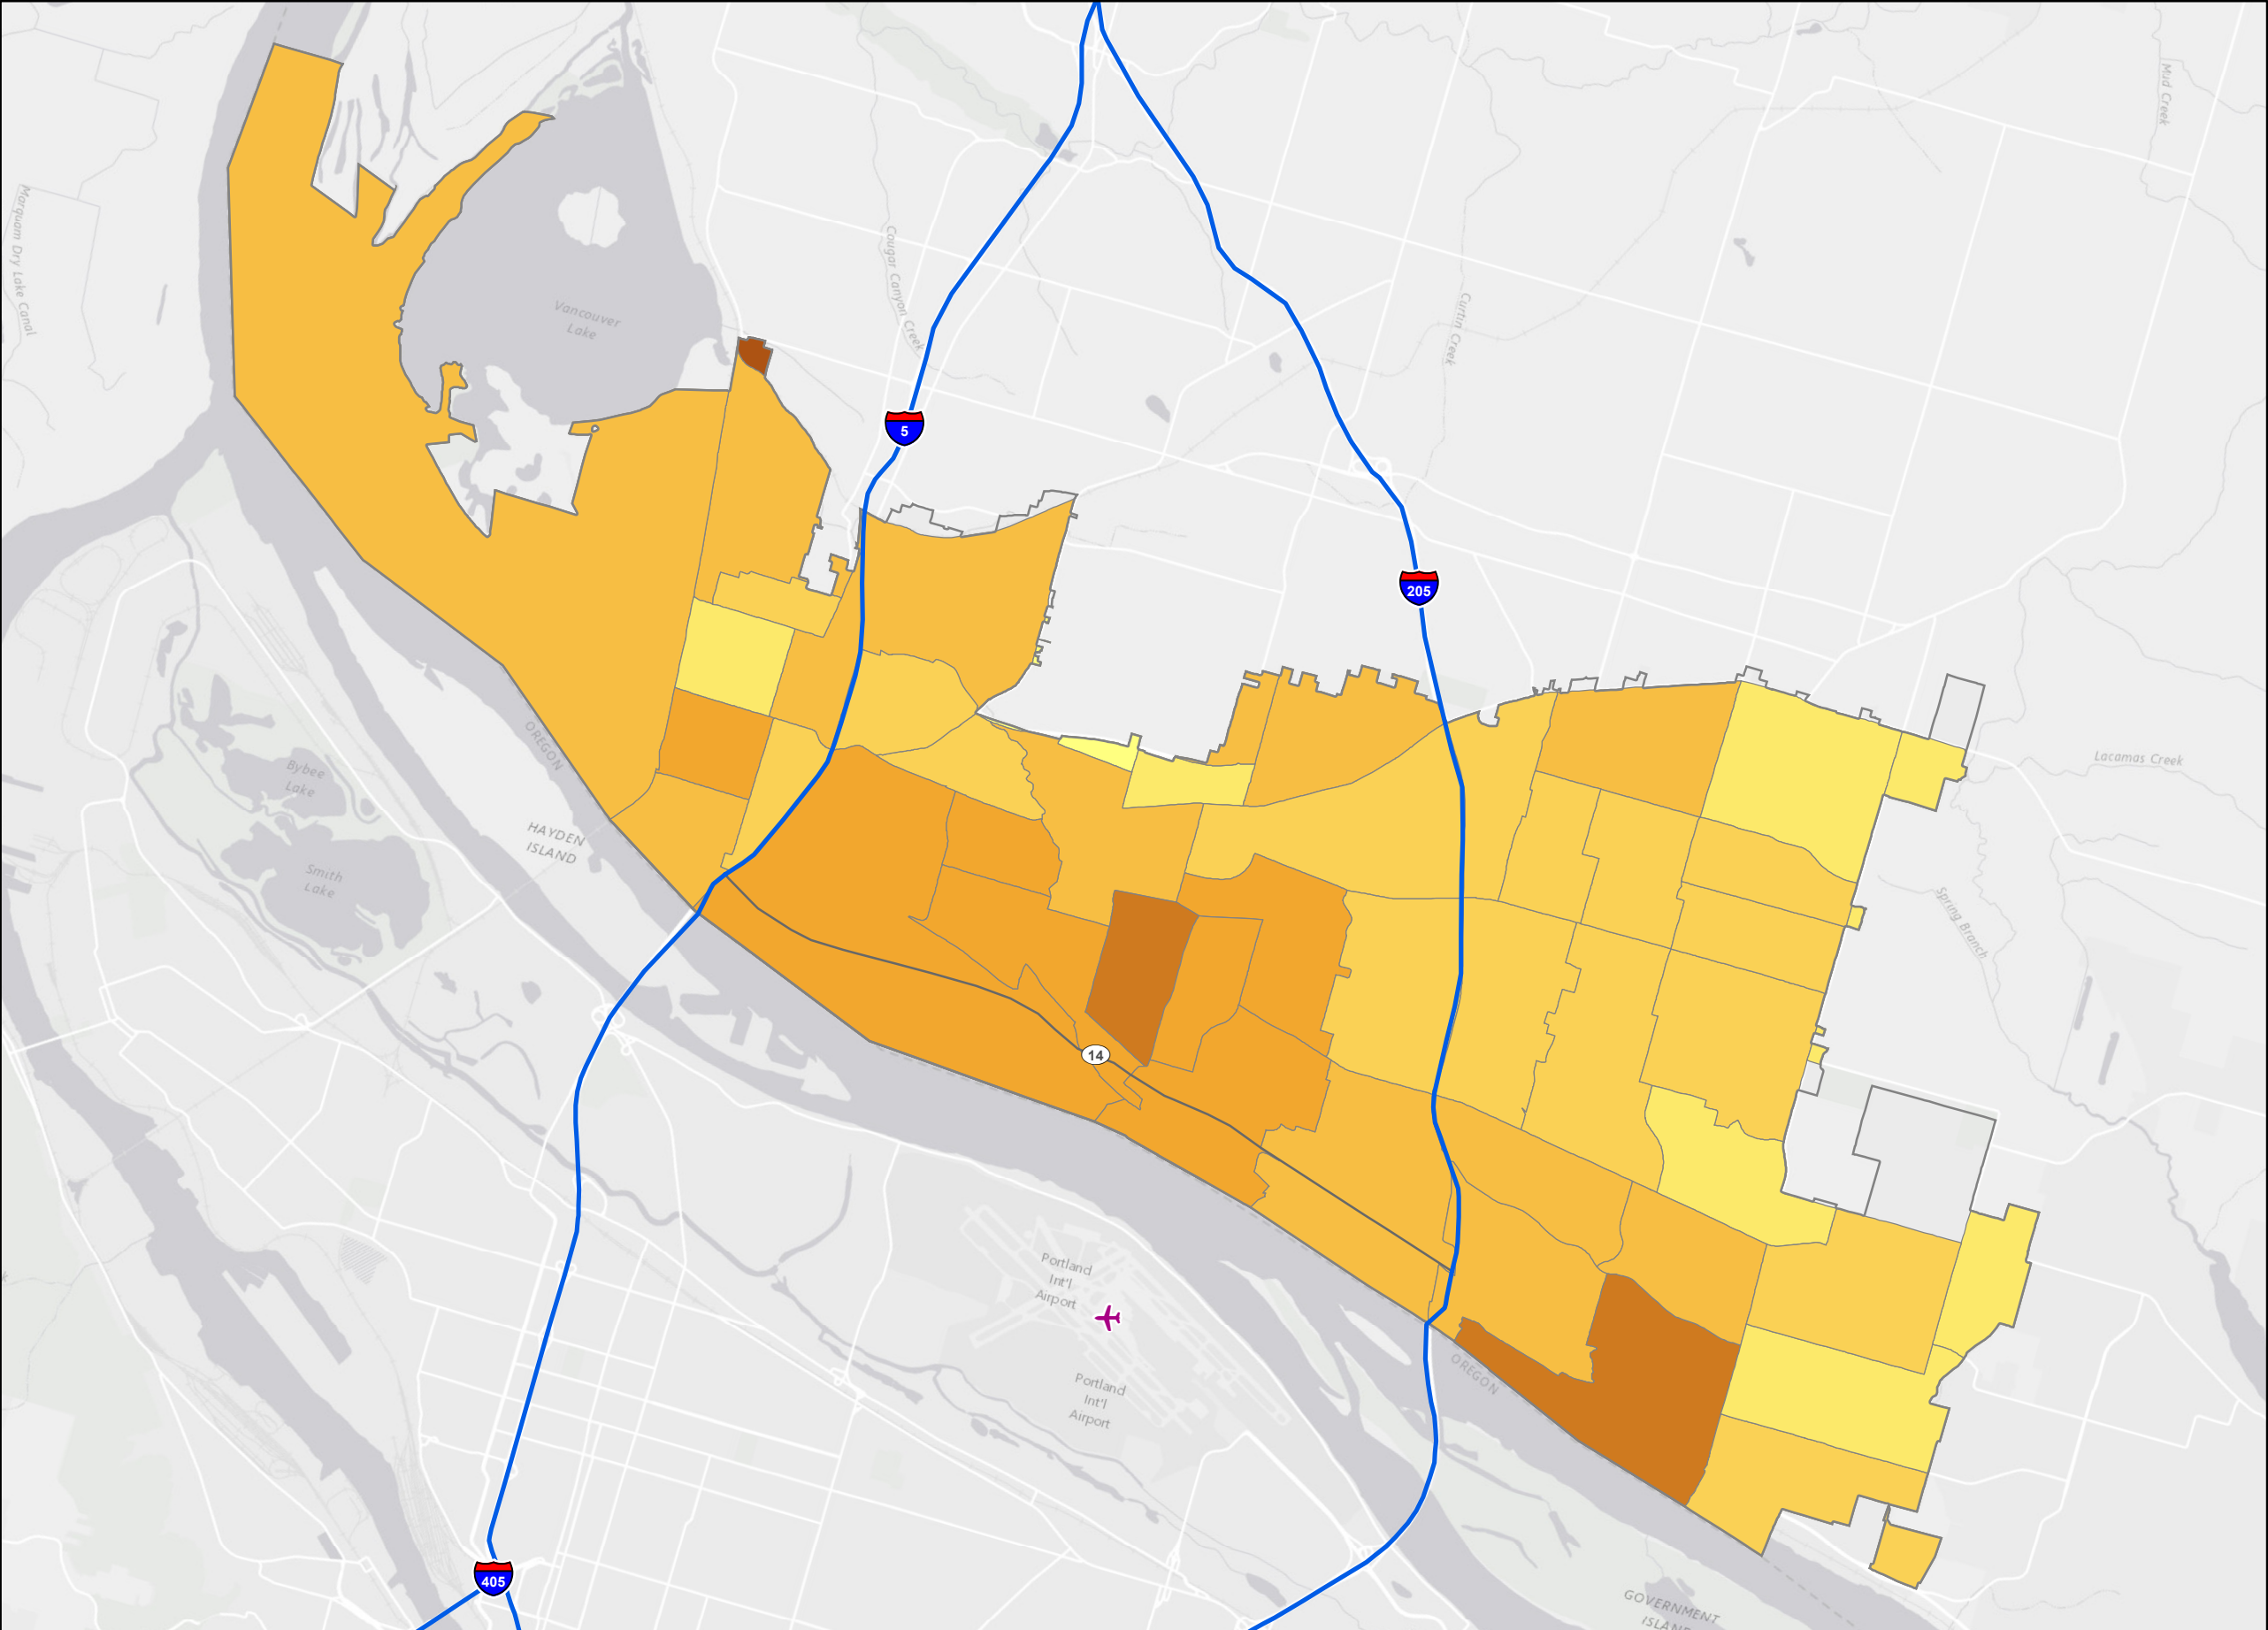 Mud Creek
Marquam Dry Lake Canal
Cougar Canyon Creek
Curtin Creek
Vancouver
Lake
5
205
OREGON
Bybee
Lake
Lacamas Creek
HAYDEN
ISLAND
Smith
Lake
Spring Branch
14
Portland
Int'l
Airport
OREGON
Portland
Int'l
Airport
405
GOVERNMENT
ISLAND